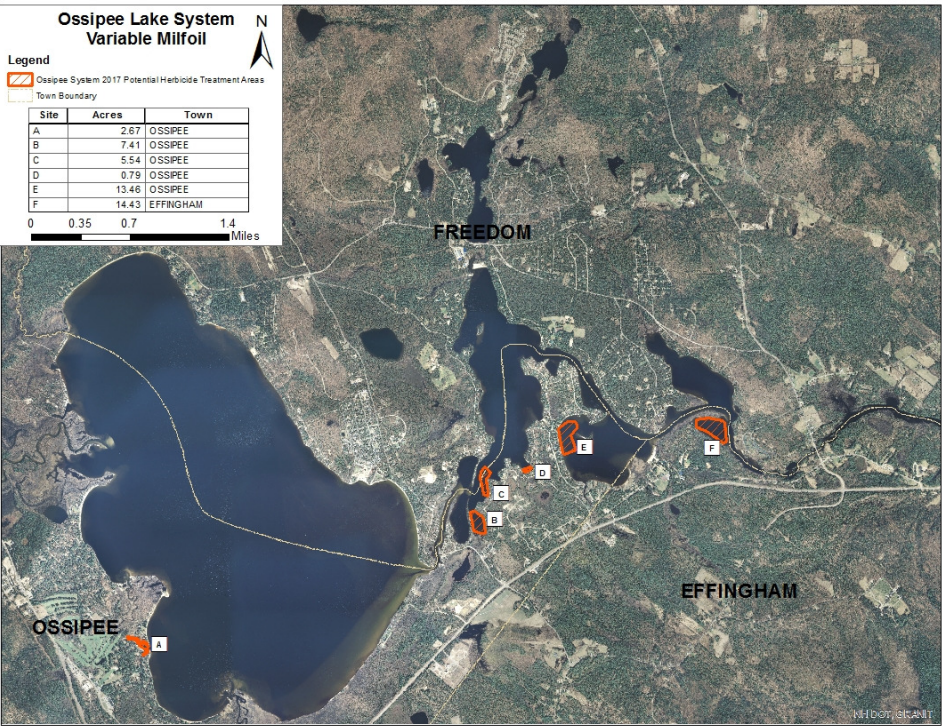 Ossipee Lake System
Variable Milfoil
N
Legend
Ossipee System 2017 Potential Herbicide Treatment Areas
Town Boundary
Site Acres Town
A 2.67 OSSIPEE
B 7.41 OSSIPEE
C 5.54 OSSIPEE
D 0.79 OSSIPEE
E 13.46 OSSIPEE
F 14.43 EFFINGHAM
0 0.35 0.7 1.4
Miles
FREEDOM
E
F
D
C
B
EFFINGHAM
OSSIPEE
A
NH DOT, GRANIT